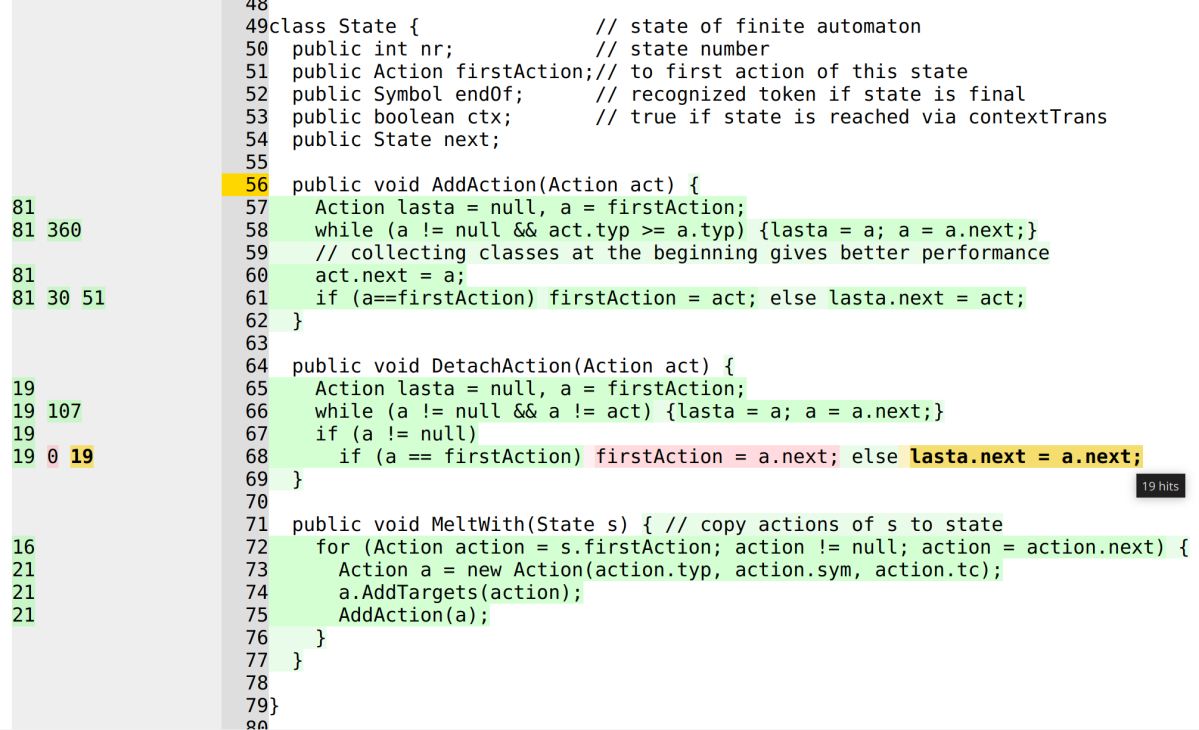 48
49class State {               // state of finite automaton
50  public int nr;            // state number
51  public Action firstAction;// to first action of this state
52  public Symbol endOf;      // recognized token if state is final
53  public boolean ctx;       // true if state is reached via contextTrans
54  public State next;
55
56  public void AddAction(Action act) {
81 57    Action lasta = null, a = firstAction;
81 360 58    while (a != null && act.typ >= a.typ) {lasta = a; a = a.next;}
59    // collecting classes at the beginning gives better performance
81 60    act.next = a;
81 30 51 61    if (a==firstAction) firstAction = act; else lasta.next = act;
62  }
63
64  public void DetachAction(Action act) {
19 65    Action lasta = null, a = firstAction;
19 107 66    while (a != null && a != act) {lasta = a; a = a.next;}
19 67    if (a != null)
19 0 19 68      if (a == firstAction) firstAction = a.next; else lasta.next = a.next;
69  }
19 hits
70
71  public void MeltWith(State s) { // copy actions of s to state
16 72    for (Action action = s.firstAction; action != null; action = action.next) {
21 73      Action a = new Action(action.typ, action.sym, action.tc);
21 74      a.AddTargets(action);
21 75      AddAction(a);
76    }
77  }
78
79}
80